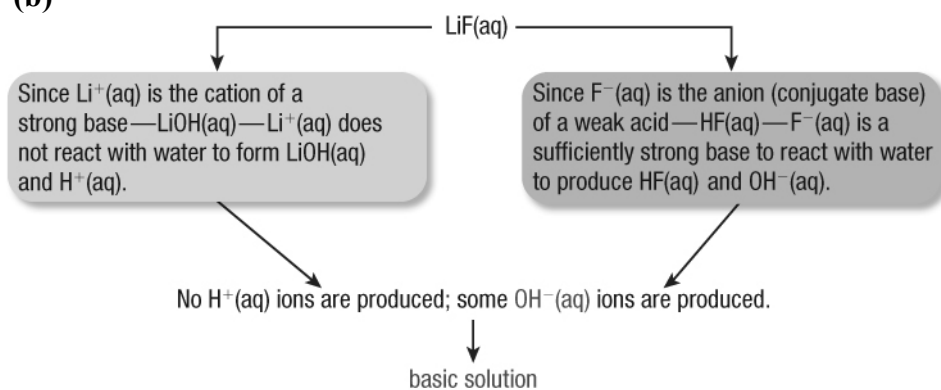 (b)
LiF(aq)
Since Li⁺(aq) is the cation of a
strong base—LiOH(aq)—Li⁺(aq) does
not react with water to form LiOH(aq)
and H⁺(aq).
Since F⁻(aq) is the anion (conjugate base)
of a weak acid—HF(aq)—F⁻(aq) is a
sufficiently strong base to react with water
to produce HF(aq) and OH⁻(aq).
No H⁺(aq) ions are produced; some OH⁻(aq) ions are produced.
basic solution